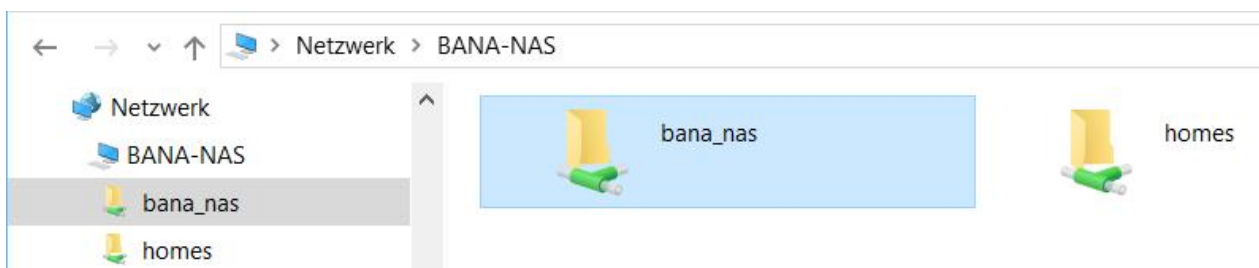 Netzwerk > BANA-NAS
Netzwerk
BANA-NAS
bana_nas
homes
bana_nas
homes